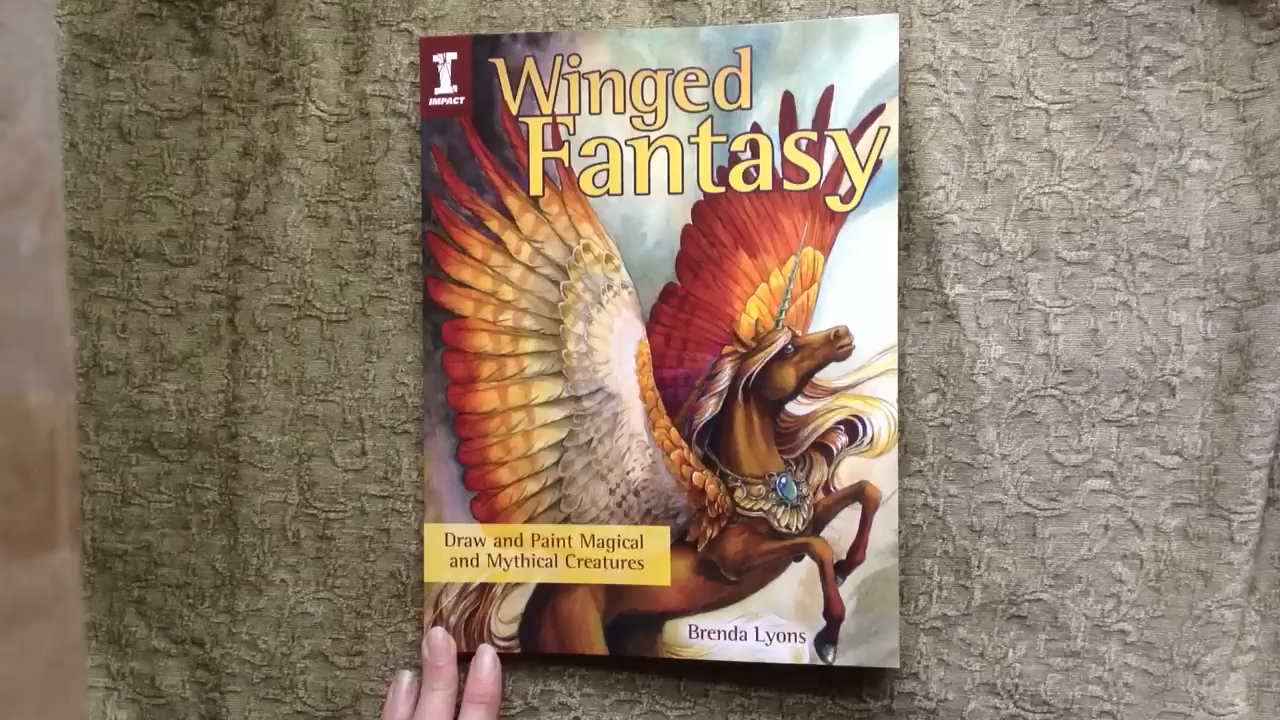 IMPACT
Winged
Fantasy
Draw and Paint Magical
and Mythical Creatures
Brenda Lyons